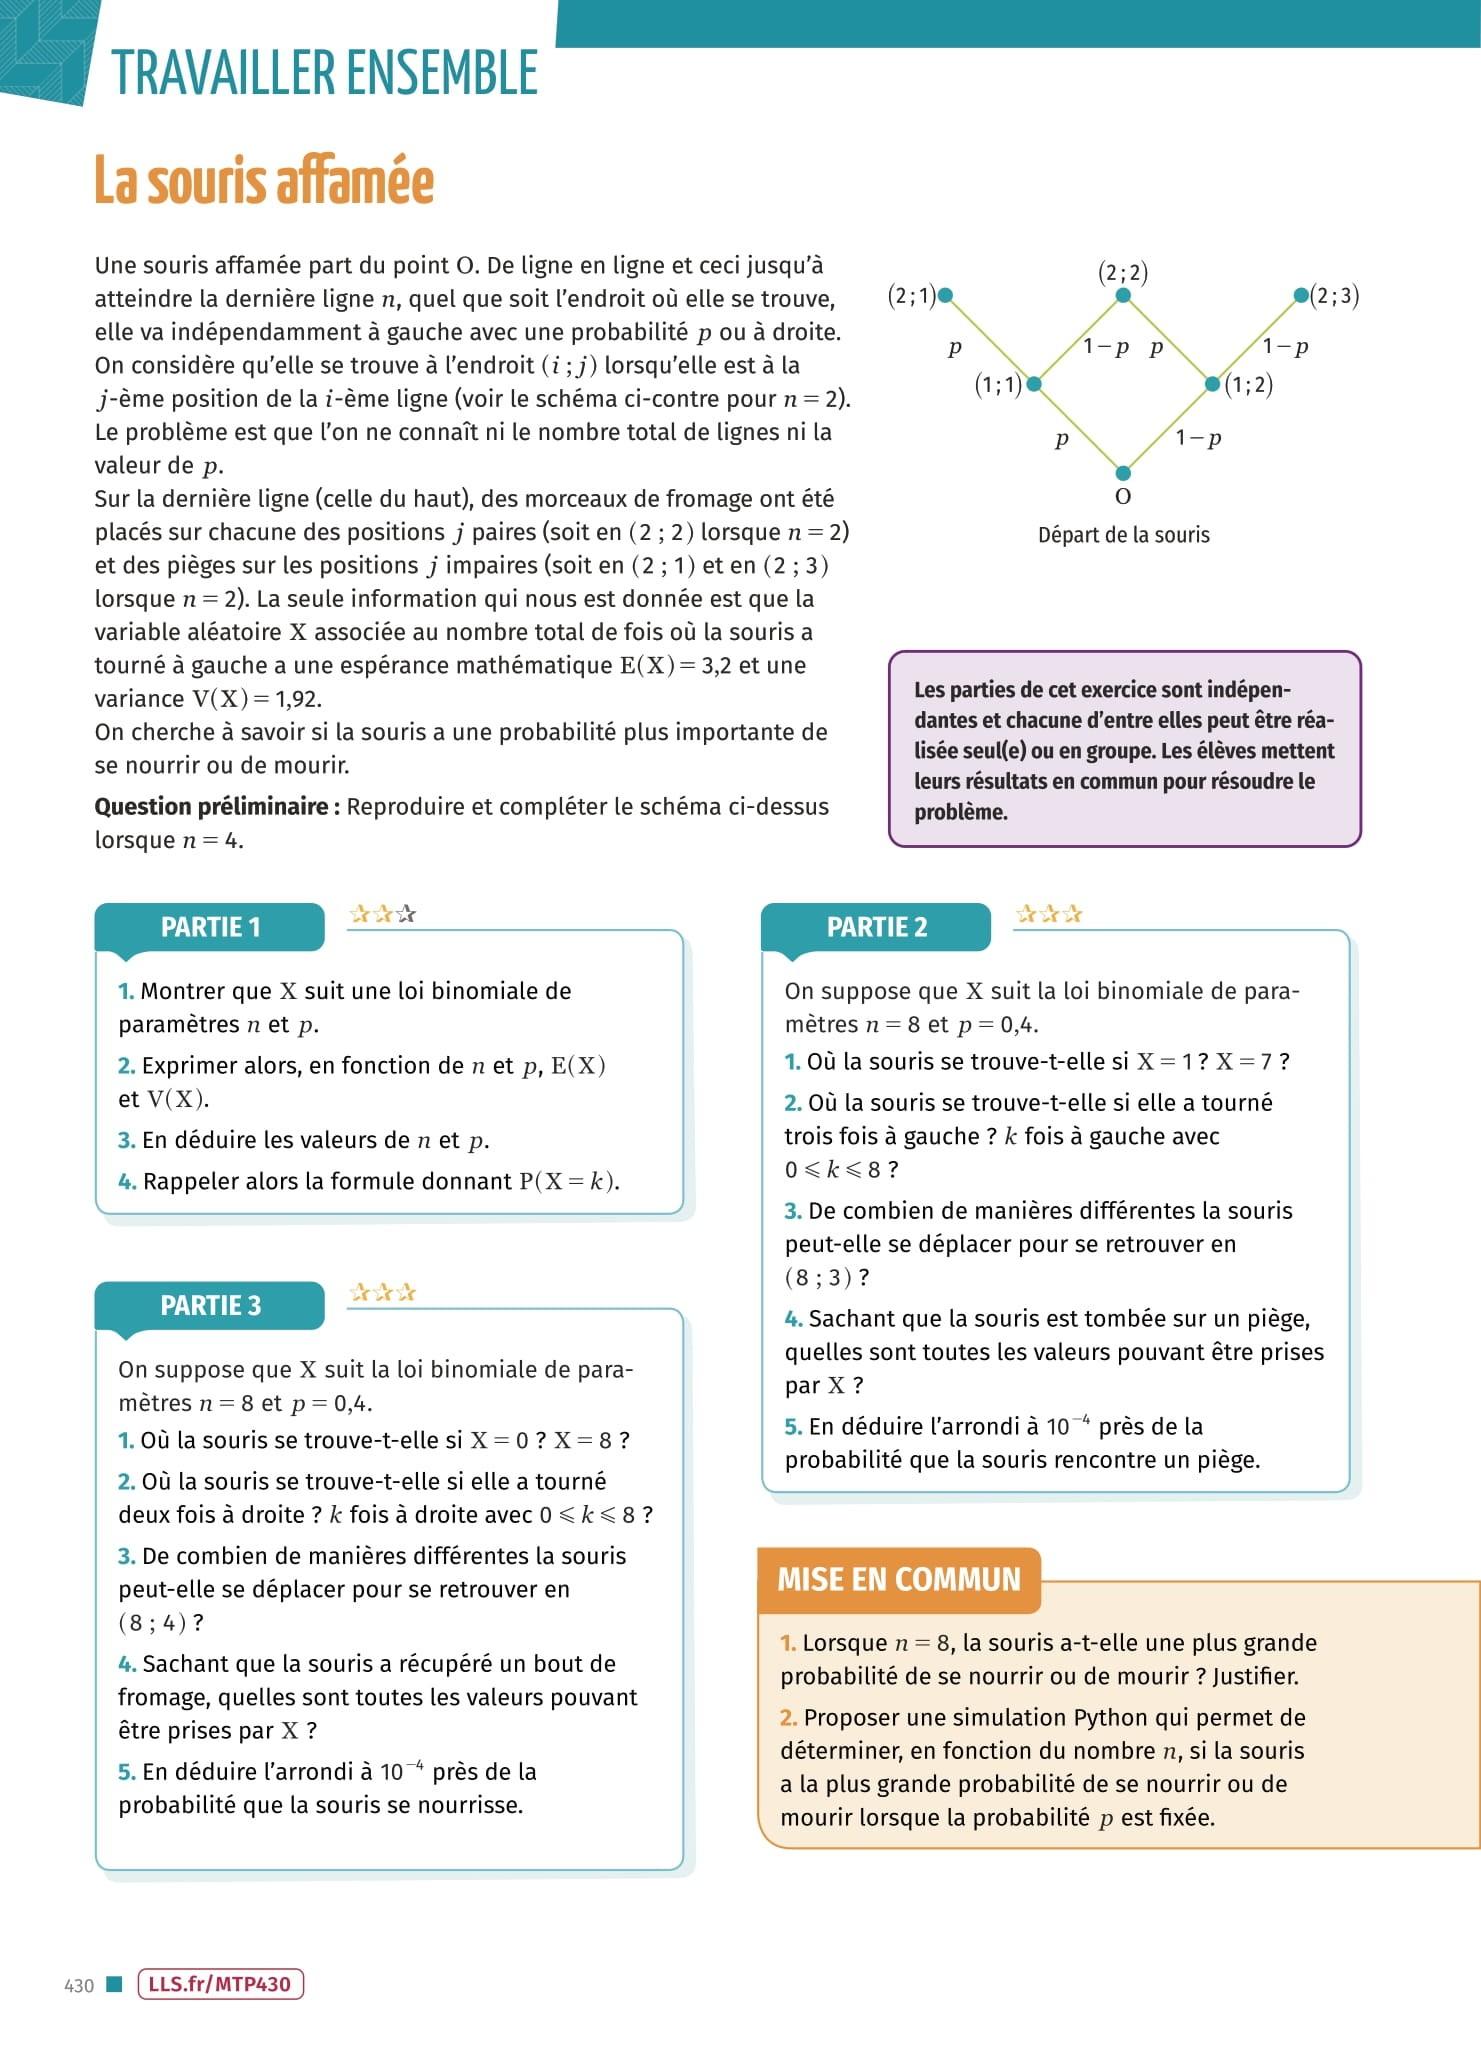 TRAVAILLER ENSEMBLE
La souris affamée
Une souris affamée part du point O. De ligne en ligne et ceci jusqu’à
atteindre la dernière ligne n, quel que soit l’endroit où elle se trouve,
elle va indépendamment à gauche avec une probabilité p ou à droite.
On considère qu’elle se trouve à l’endroit (i ; j) lorsqu’elle est à la
j-ème position de la i-ème ligne (voir le schéma ci-contre pour n = 2).
Le problème est que l’on ne connaît ni le nombre total de lignes ni la
valeur de p.
Sur la dernière ligne (celle du haut), des morceaux de fromage ont été
placés sur chacune des positions j paires (soit en (2 ; 2) lorsque n = 2)
et des pièges sur les positions j impaires (soit en (2 ; 1) et en (2 ; 3)
lorsque n = 2). La seule information qui nous est donnée est que la
variable aléatoire X associée au nombre total de fois où la souris a
tourné à gauche a une espérance mathématique E(X) = 3,2 et une
variance V(X) = 1,92.
On cherche à savoir si la souris a une probabilité plus importante de
se nourrir ou de mourir.
Question préliminaire : Reproduire et compléter le schéma ci-dessus
lorsque n = 4.
(2 ; 2)
(2 ; 1) (2 ; 3)
p 1 – p p 1 – p
(1 ; 1) (1 ; 2)
p 1 – p
O
Départ de la souris
Les parties de cet exercice sont indépen-
dantes et chacune d’entre elles peut être réa-
lisée seul(e) ou en groupe. Les élèves mettent
leurs résultats en commun pour résoudre le
problème.
PARTIE 1
1. Montrer que X suit une loi binomiale de
paramètres n et p.
2. Exprimer alors, en fonction de n et p, E(X)
et V(X).
3. En déduire les valeurs de n et p.
4. Rappeler alors la formule donnant P(X = k).
PARTIE 2
On suppose que X suit la loi binomiale de para-
mètres n = 8 et p = 0,4.
1. Où la souris se trouve-t-elle si X = 1 ? X = 7 ?
2. Où la souris se trouve-t-elle si elle a tourné
trois fois à gauche ? k fois à gauche avec
0 ⩽ k ⩽ 8 ?
3. De combien de manières différentes la souris
peut-elle se déplacer pour se retrouver en
(8 ; 3) ?
4. Sachant que la souris est tombée sur un piège,
quelles sont toutes les valeurs pouvant être prises
par X ?
5. En déduire l’arrondi à 10⁻⁴ près de la
probabilité que la souris rencontre un piège.
PARTIE 3
On suppose que X suit la loi binomiale de para-
mètres n = 8 et p = 0,4.
1. Où la souris se trouve-t-elle si X = 0 ? X = 8 ?
2. Où la souris se trouve-t-elle si elle a tourné
deux fois à droite ? k fois à droite avec 0 ⩽ k ⩽ 8 ?
3. De combien de manières différentes la souris
peut-elle se déplacer pour se retrouver en
(8 ; 4) ?
4. Sachant que la souris a récupéré un bout de
fromage, quelles sont toutes les valeurs pouvant
être prises par X ?
5. En déduire l’arrondi à 10⁻⁴ près de la
probabilité que la souris se nourrisse.
MISE EN COMMUN
1. Lorsque n = 8, la souris a-t-elle une plus grande
probabilité de se nourrir ou de mourir ? Justifier.
2. Proposer une simulation Python qui permet de
déterminer, en fonction du nombre n, si la souris
a la plus grande probabilité de se nourrir ou de
mourir lorsque la probabilité p est fixée.
430 LLS.fr/MTP430